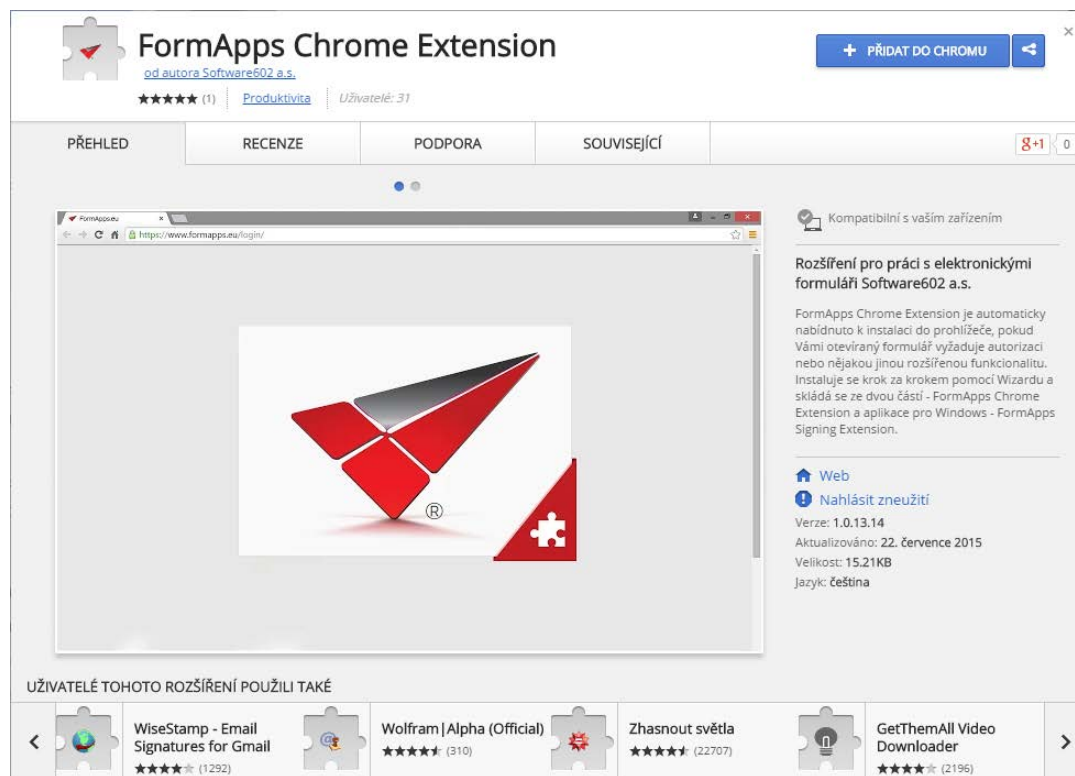 FormApps Chrome Extension
od autora Software602 a.s.
(1)
Produktivita
Uživatelé: 31
+ PŘIDAT DO CHROMU
PŘEHLED
RECENZE
PODPORA
SOUVISEJÍCÍ
g+1
0
FormApps.eu
https://www.formapps.eu/login/
®
Kompatibilní s vaším zařízením
Rozšíření pro práci s elektronickými
formuláři Software602 a.s.
FormApps Chrome Extension je automaticky
nabídnuto k instalaci do prohlížeče, pokud
Vámi otevíraný formulář vyžaduje autorizaci
nebo nějakou jinou rozšířenou funkcionalitu.
Instaluje se krok za krokem pomocí Wizardu a
skládá se ze dvou částí - FormApps Chrome
Extension a aplikace pro Windows - FormApps
Signing Extension.
Web
Nahlásit zneužití
Verze: 1.0.13.14
Aktualizováno: 22. července 2015
Velikost: 15.21KB
Jazyk: čeština
UŽIVATELÉ TOHOTO ROZŠÍŘENÍ POUŽILI TAKÉ
WiseStamp - Email
Signatures for Gmail
(1292)
Wolfram|Alpha (Official)
(310)
Zhasnout světla
(22707)
GetThemAll Video
Downloader
(2196)